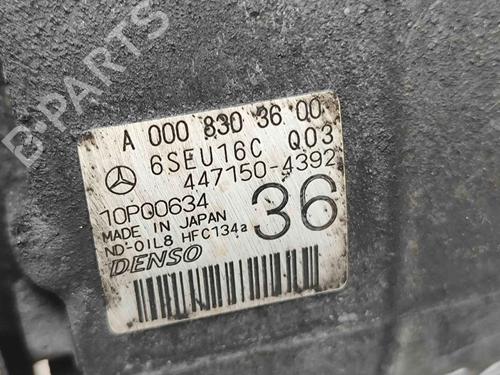 B-PARTS
A 000 830 36 00
6SEU16C Q03
447150-4392
10P00634
MADE IN JAPAN
ND-OIL8 HFC134a
36
DENSO